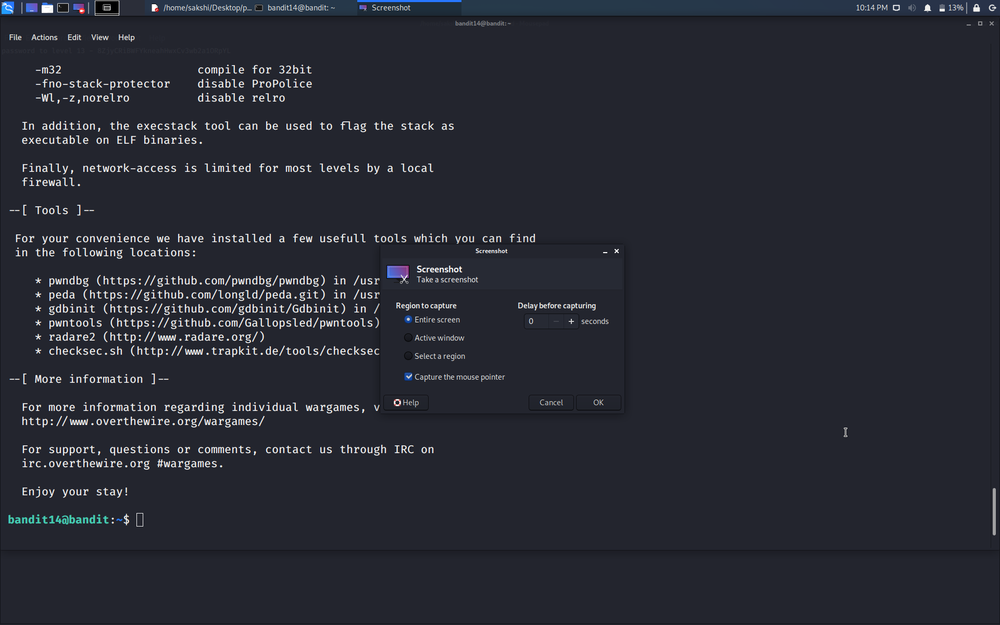 /home/sakshi/Desktop/p... bandit14@bandit: ~ Screenshot 10:14 PM 13%
bandit14@bandit: ~
File Actions Edit View Help
password to level 13 -
-m32 compile for 32bit
-fno-stack-protector disable ProPolice
-Wl,-z,norelro disable relro
In addition, the execstack tool can be used to flag the stack as
executable on ELF binaries.
Finally, network-access is limited for most levels by a local
firewall.
--[ Tools ]--
For your convenience we have installed a few usefull tools which you can find
in the following locations:
* pwndbg (https://github.com/pwndbg/pwndbg) in /usr
* peda (https://github.com/longld/peda.git) in /usr
* gdbinit (https://github.com/gdbinit/Gdbinit) in /
* pwntools (https://github.com/Gallopsled/pwntools)
* radare2 (http://www.radare.org/)
* checksec.sh (http://www.trapkit.de/tools/checksec
--[ More information ]--
For more information regarding individual wargames, v
http://www.overthewire.org/wargames/
For support, questions or comments, contact us through IRC on
irc.overthewire.org #wargames.
Enjoy your stay!
bandit14@bandit:~$
Screenshot
Screenshot
Take a screenshot
Region to capture
Entire screen
Active window
Select a region
Capture the mouse pointer
Delay before capturing
0 seconds
Help Cancel OK